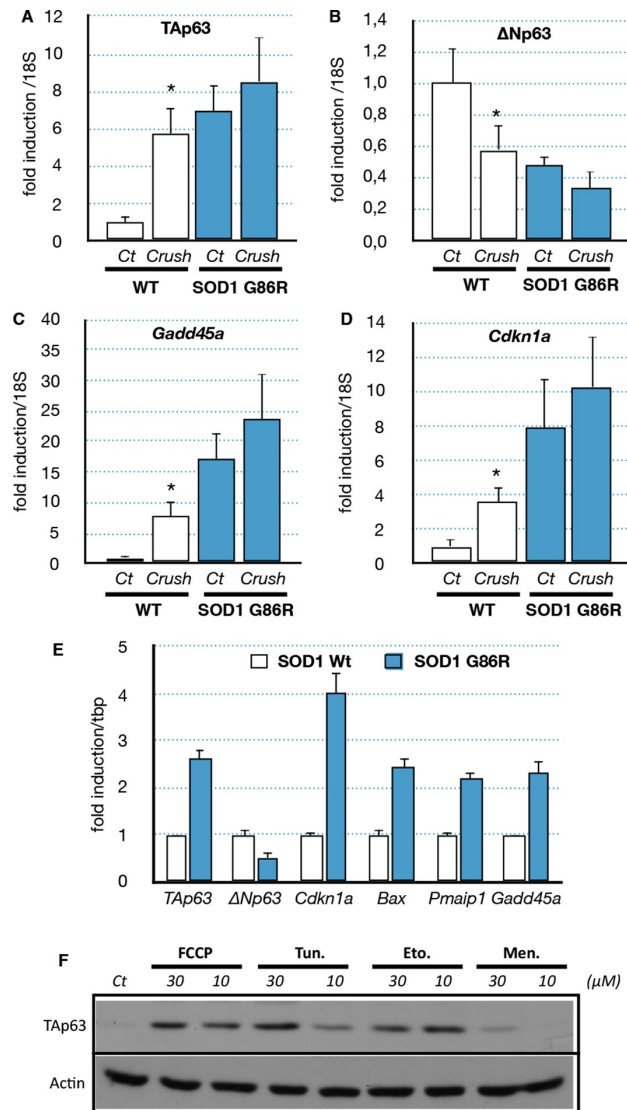 A
TAp63
fold induction /18S
12
10
8
6
4
2
0
*
Ct Crush Ct Crush
WT SOD1 G86R
B
ΔNp63
fold induction /18S
1,4
1,2
1,0
0,8
0,6
0,4
0,2
0,0
*
Ct Crush Ct Crush
WT SOD1 G86R
C
Gadd45a
fold induction/18S
40
35
30
25
20
15
10
5
0
*
Ct Crush Ct Crush
WT SOD1 G86R
D
Cdkn1a
fold induction/18S
14
12
10
8
6
4
2
0
*
Ct Crush Ct Crush
WT SOD1 G86R
E
SOD1 Wt SOD1 G86R
fold induction/tbp
5
4
3
2
1
0
TAp63 ΔNp63 Cdkn1a Bax Pmaip1 Gadd45a
F
FCCP Tun. Eto. Men.
Ct 30 10 30 10 30 10 30 10 (μM)
TAp63
Actin